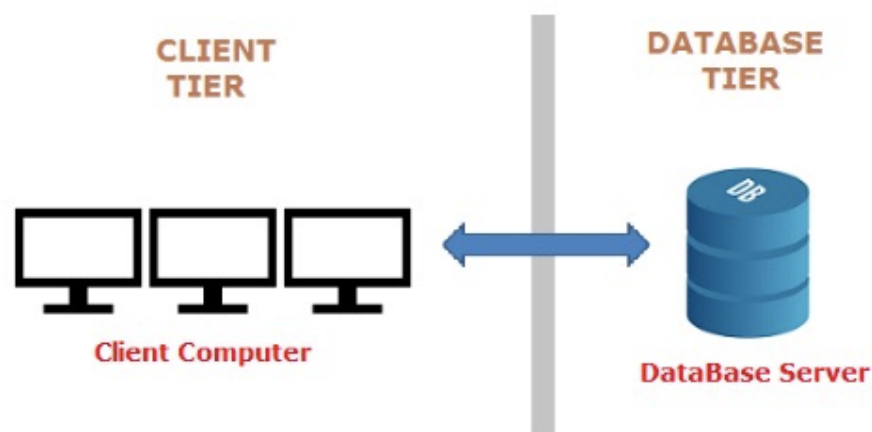 CLIENT
TIER
DATABASE
TIER
DB
Client Computer
DataBase Server